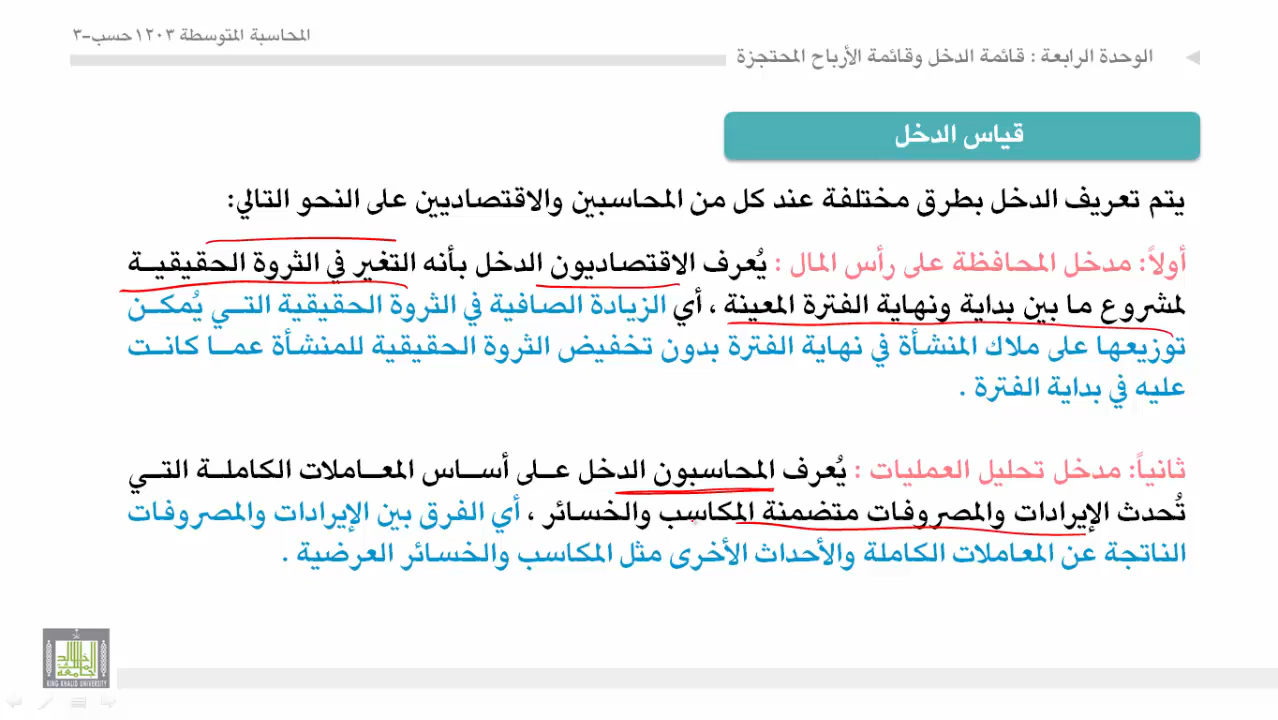 المحاسبة المتوسطة ١٢٠٣ حسب-٣
الوحدة الرابعة : قائمة الدخل وقائمة الأرباح المحتجزة
قياس الدخل
يتم تعريف الدخل بطرق مختلفة عند كل من المحاسبين والاقتصاديين على النحو التالي:
أولاً: مدخل المحافظة على رأس المال : يُعرف الاقتصاديون الدخل بأنه التغير في الثروة الحقيقية
لمشروع ما بين بداية ونهاية الفترة المعينة ، أي الزيادة الصافية في الثروة الحقيقية التي يُمكن
توزيعها على ملاك المنشأة في نهاية الفترة بدون تخفيض الثروة الحقيقية للمنشأة عما كانت
عليه في بداية الفترة .
ثانياً: مدخل تحليل العمليات : يُعرف المحاسبون الدخل على أساس المعاملات الكاملة التي
تُحدث الإيرادات والمصروفات متضمنة المكاسب والخسائر ، أي الفرق بين الإيرادات والمصروفات
الناتجة عن المعاملات الكاملة والأحداث الأخرى مثل المكاسب والخسائر العرضية .
جامعة الملك خالد
KING KHALID UNIVERSITY